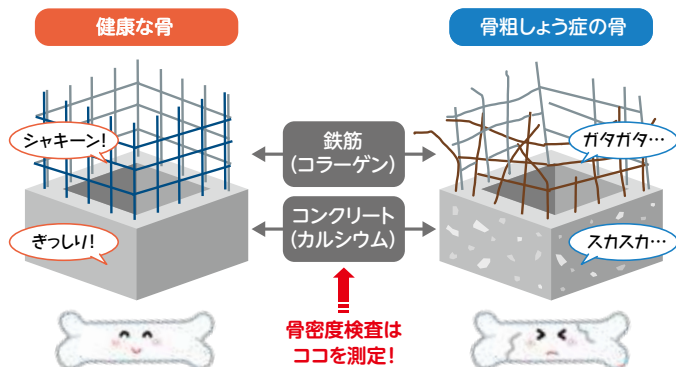 健康な骨
骨粗しょう症の骨
シャキーン!
鉄筋
(コラーゲン)
ガタガタ…
ぎっしり!
コンクリート
(カルシウム)
スカスカ…
骨密度検査は
ココを測定!